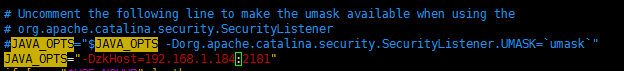 # Uncomment the following line to make the umask available when using the
# org.apache.catalina.security.SecurityListener
#JAVA_OPTS="$JAVA_OPTS -Dorg.apache.catalina.security.SecurityListener.UMASK=`umask`"
JAVA_OPTS="-DzkHost=192.168.1.184:2181"